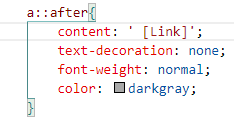 a::after{
content: ' [Link]';
text-decoration: none;
font-weight: normal;
color: darkgray;
}